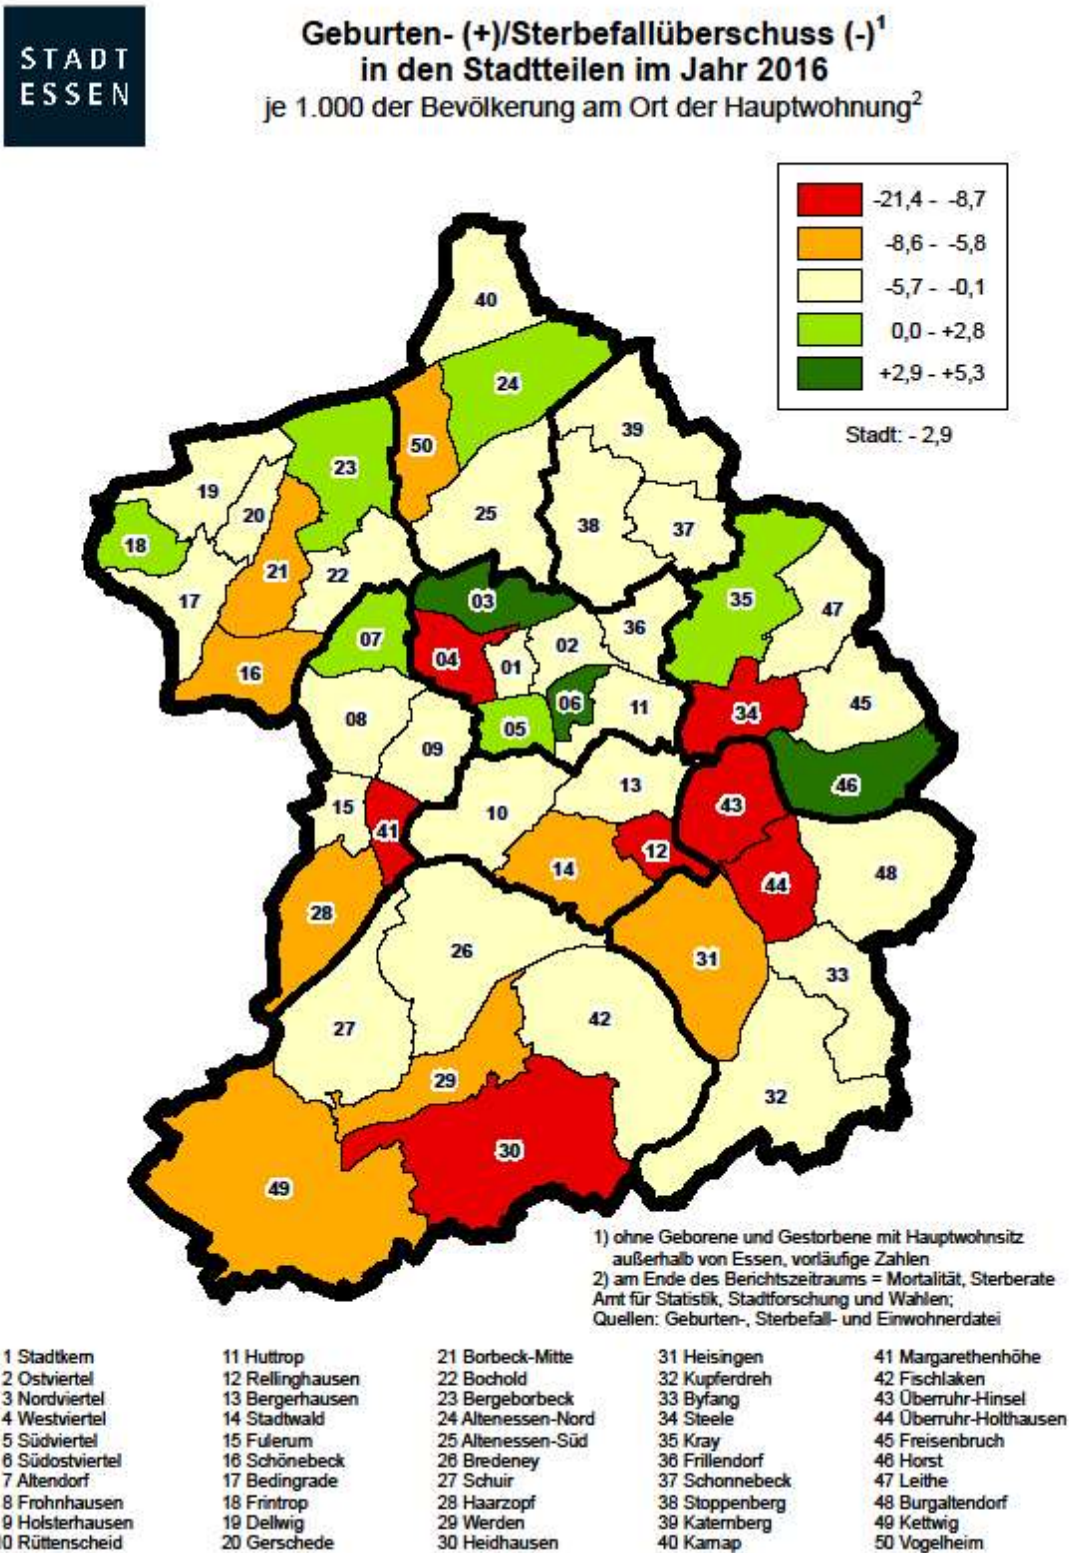 STADT
ESSEN
Geburten- (+)/Sterbefallüberschuss (-)¹
in den Stadtteilen im Jahr 2016
je 1.000 der Bevölkerung am Ort der Hauptwohnung²
-21,4 - -8,7
-8,6 - -5,8
-5,7 - -0,1
0,0 - +2,8
+2,9 - +5,3
Stadt: - 2,9
40
24
39
50
23
19
20
25
38
37
18
21
22
17
03
35
47
07
36
02
04
01
16
45
06
11
34
08
05
09
13
46
15
43
10
41
12
14
48
44
28
26
31
33
42
27
29
32
30
49
1) ohne Geborene und Gestorbene mit Hauptwohnsitz
außerhalb von Essen, vorläufige Zahlen
2) am Ende des Berichtszeitraums = Mortalität, Sterberate
Amt für Statistik, Stadtforschung und Wahlen;
Quellen: Geburten-, Sterbefall- und Einwohnerdatei
1 Stadtkern
2 Ostviertel
3 Nordviertel
4 Westviertel
5 Südviertel
6 Südostviertel
7 Altendorf
8 Frohnhausen
9 Holsterhausen
0 Rüttenscheid
11 Huttrop
12 Rellinghausen
13 Bergerhausen
14 Stadtwald
15 Fulerum
16 Schönebeck
17 Bedingrade
18 Frintrop
19 Dellwig
20 Gerschede
21 Borbeck-Mitte
22 Bochold
23 Bergeborbeck
24 Altenessen-Nord
25 Altenessen-Süd
26 Bredeney
27 Schuir
28 Haarzopf
29 Werden
30 Heidhausen
31 Heisingen
32 Kupferdreh
33 Byfang
34 Steele
35 Kray
36 Frillendorf
37 Schonnebeck
38 Stoppenberg
39 Katernberg
40 Karnap
41 Margarethenhöhe
42 Fischlaken
43 Überruhr-Hinsel
44 Überruhr-Holthausen
45 Freisenbruch
46 Horst
47 Leithe
48 Burgaltendorf
49 Kettwig
50 Vogelheim